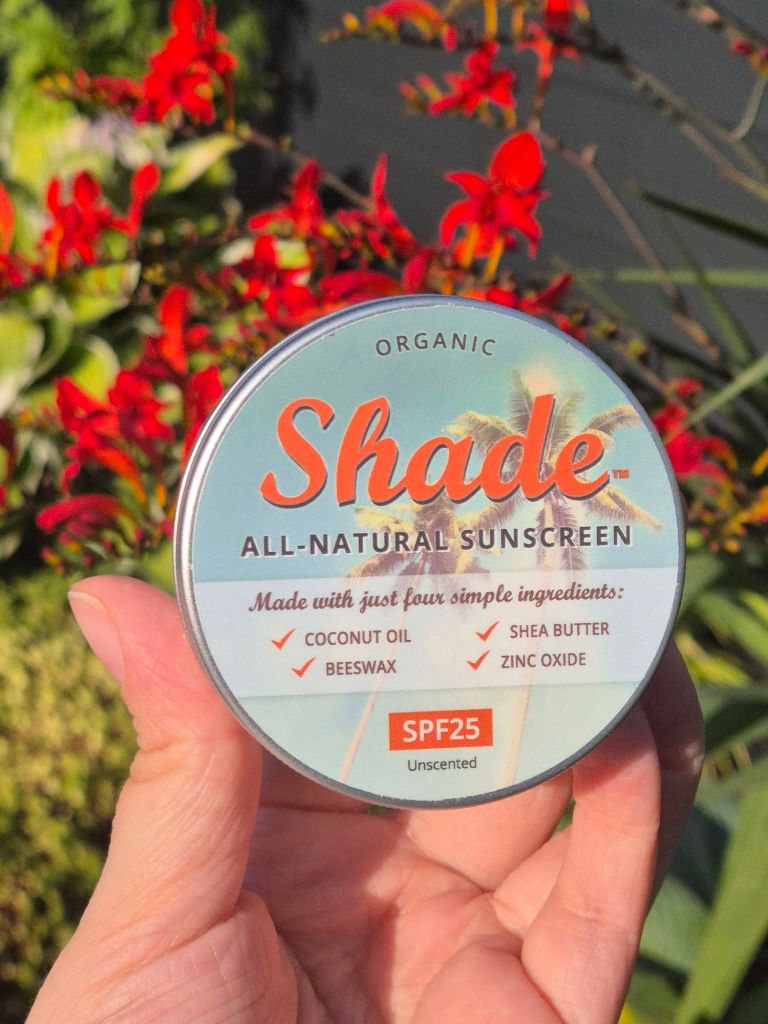 ORGANIC
Shade™
ALL-NATURAL SUNSCREEN
Made with just four simple ingredients:
✓ COCONUT OIL ✓ SHEA BUTTER
✓ BEESWAX ✓ ZINC OXIDE
SPF25
Unscented